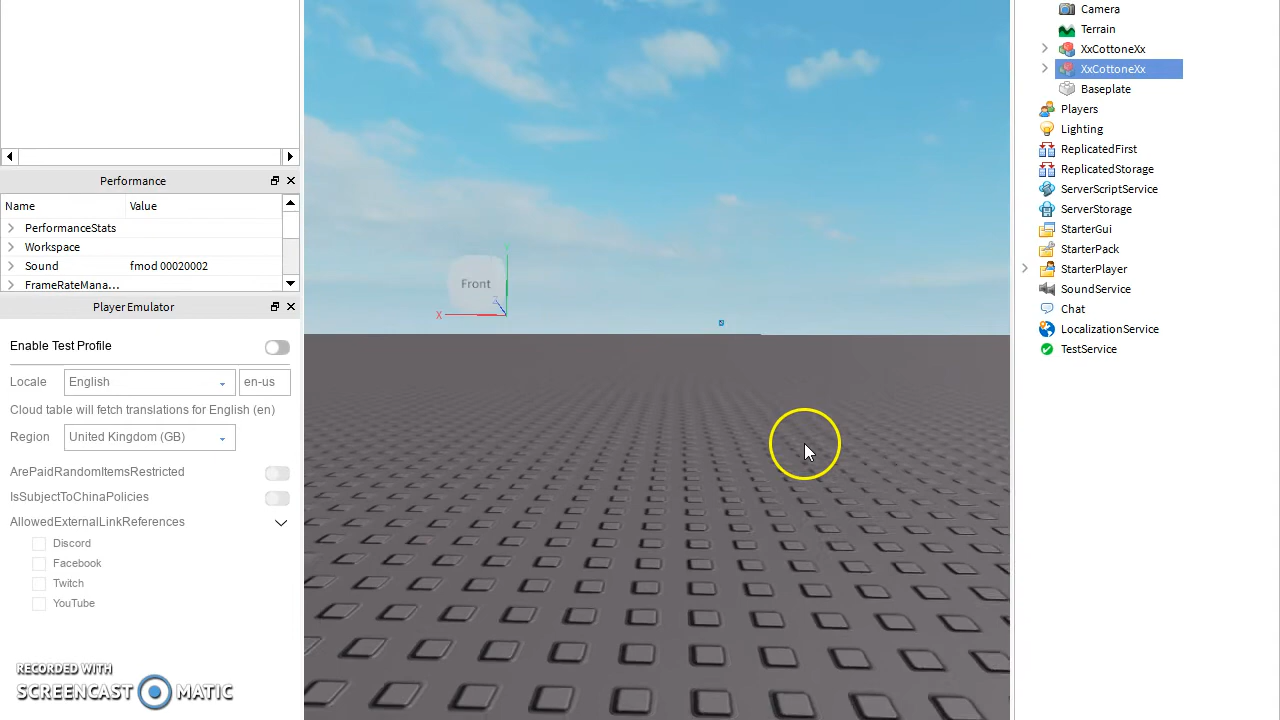 Performance
Name Value
PerformanceStats
Workspace
Sound fmod 00020002
FrameRateMana...
Player Emulator
Enable Test Profile
Locale English en-us
Cloud table will fetch translations for English (en)
Region United Kingdom (GB)
ArePaidRandomItemsRestricted
IsSubjectToChinaPolicies
AllowedExternalLinkReferences
Discord
Facebook
Twitch
YouTube
RECORDED WITH
SCREENCAST MATIC
Y
Front
Z
X
Camera
Terrain
XxCottoneXx
XxCottoneXx
Baseplate
Players
Lighting
ReplicatedFirst
ReplicatedStorage
ServerScriptService
ServerStorage
StarterGui
StarterPack
StarterPlayer
SoundService
Chat
LocalizationService
TestService